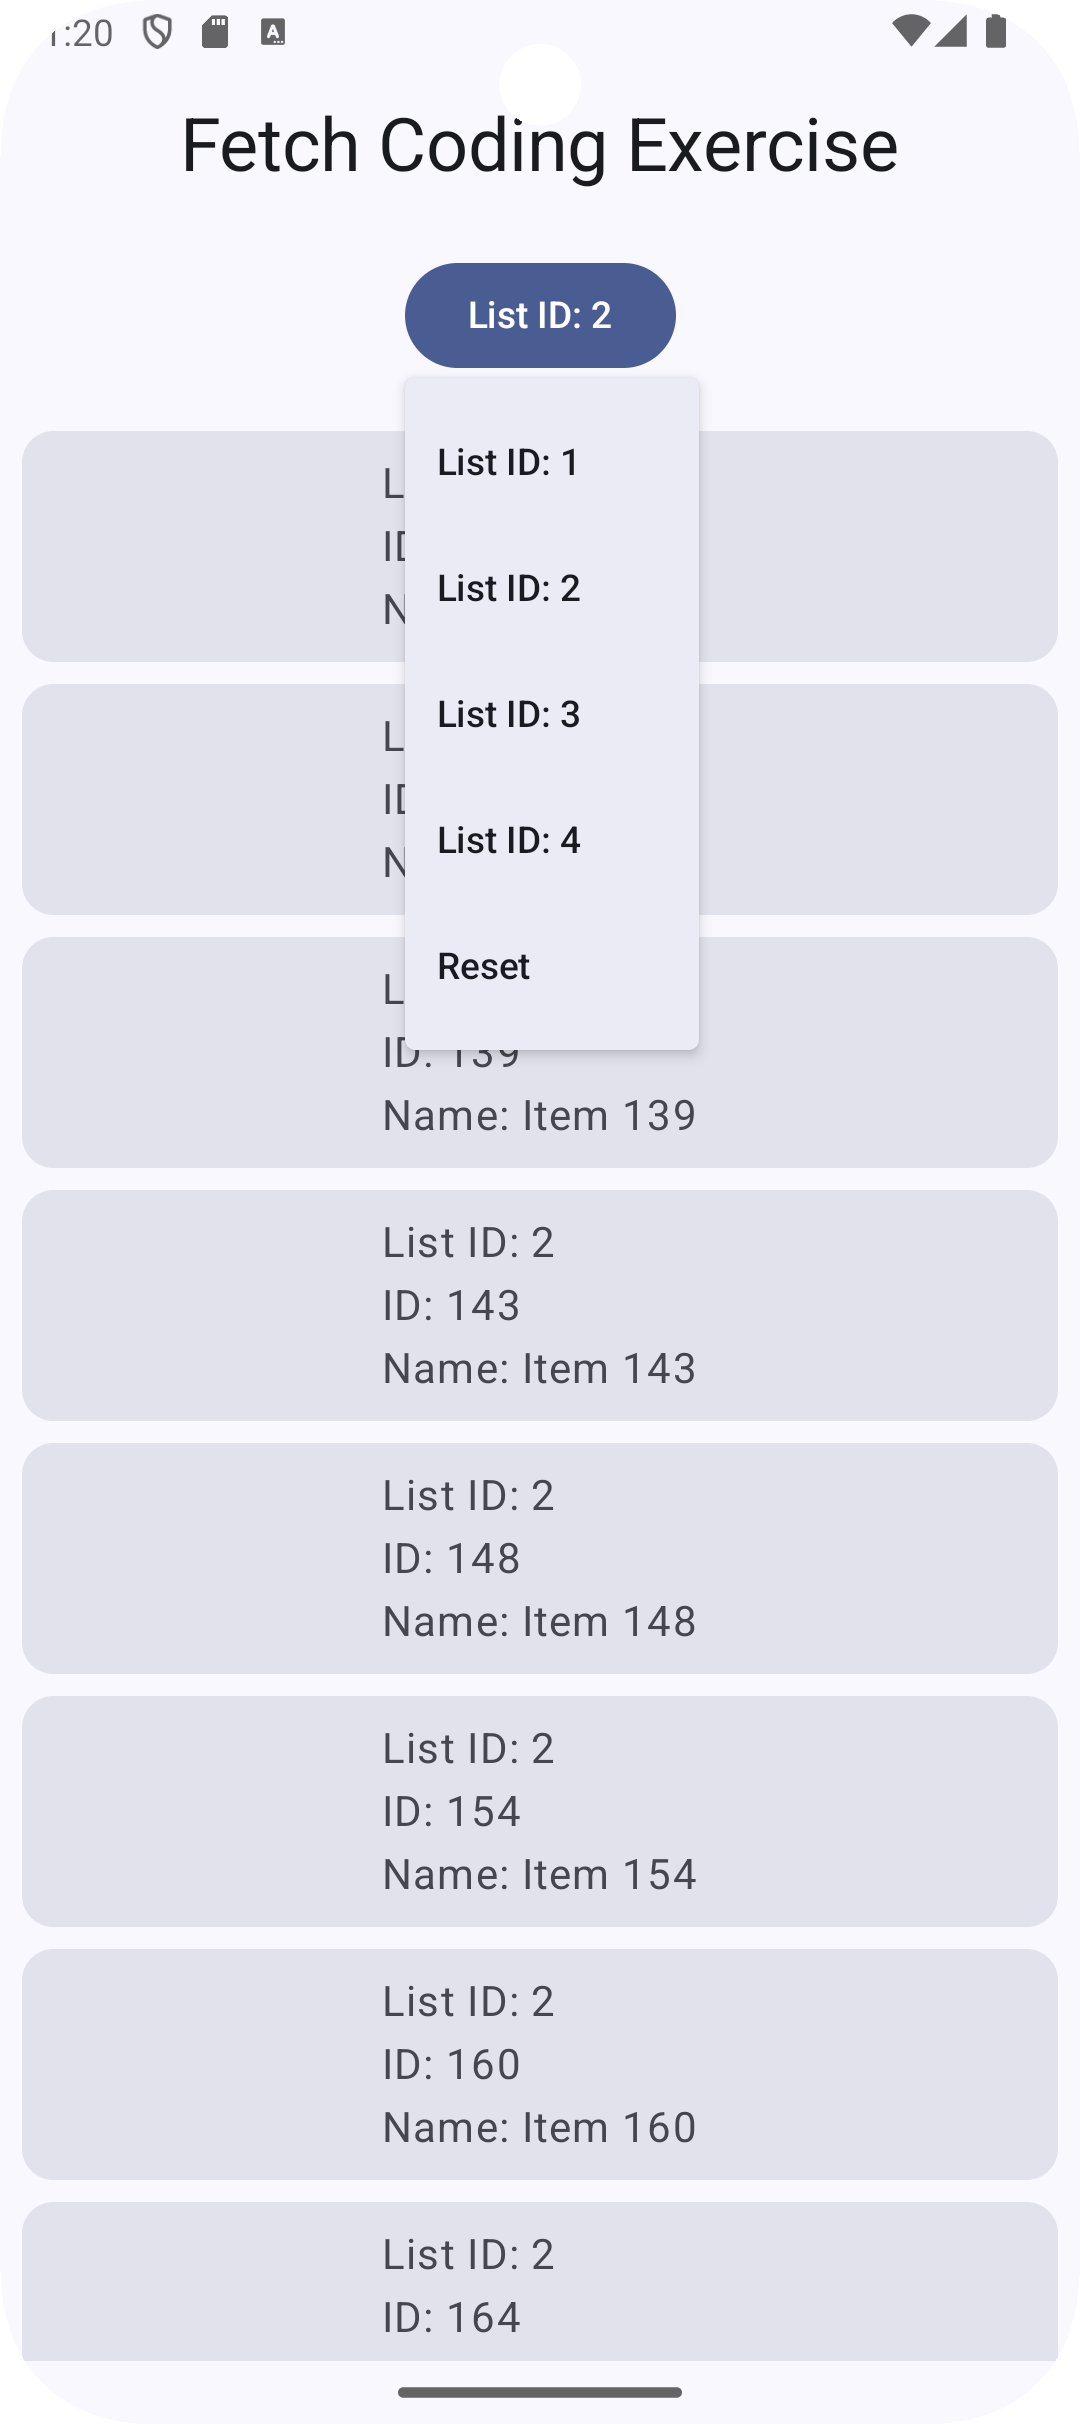 :20
Fetch Coding Exercise
List ID: 2
List ID: 1
List ID: 2
List ID: 3
List ID: 4
Reset
ID: 139
Name: Item 139
List ID: 2
ID: 143
Name: Item 143
List ID: 2
ID: 148
Name: Item 148
List ID: 2
ID: 154
Name: Item 154
List ID: 2
ID: 160
Name: Item 160
List ID: 2
ID: 164